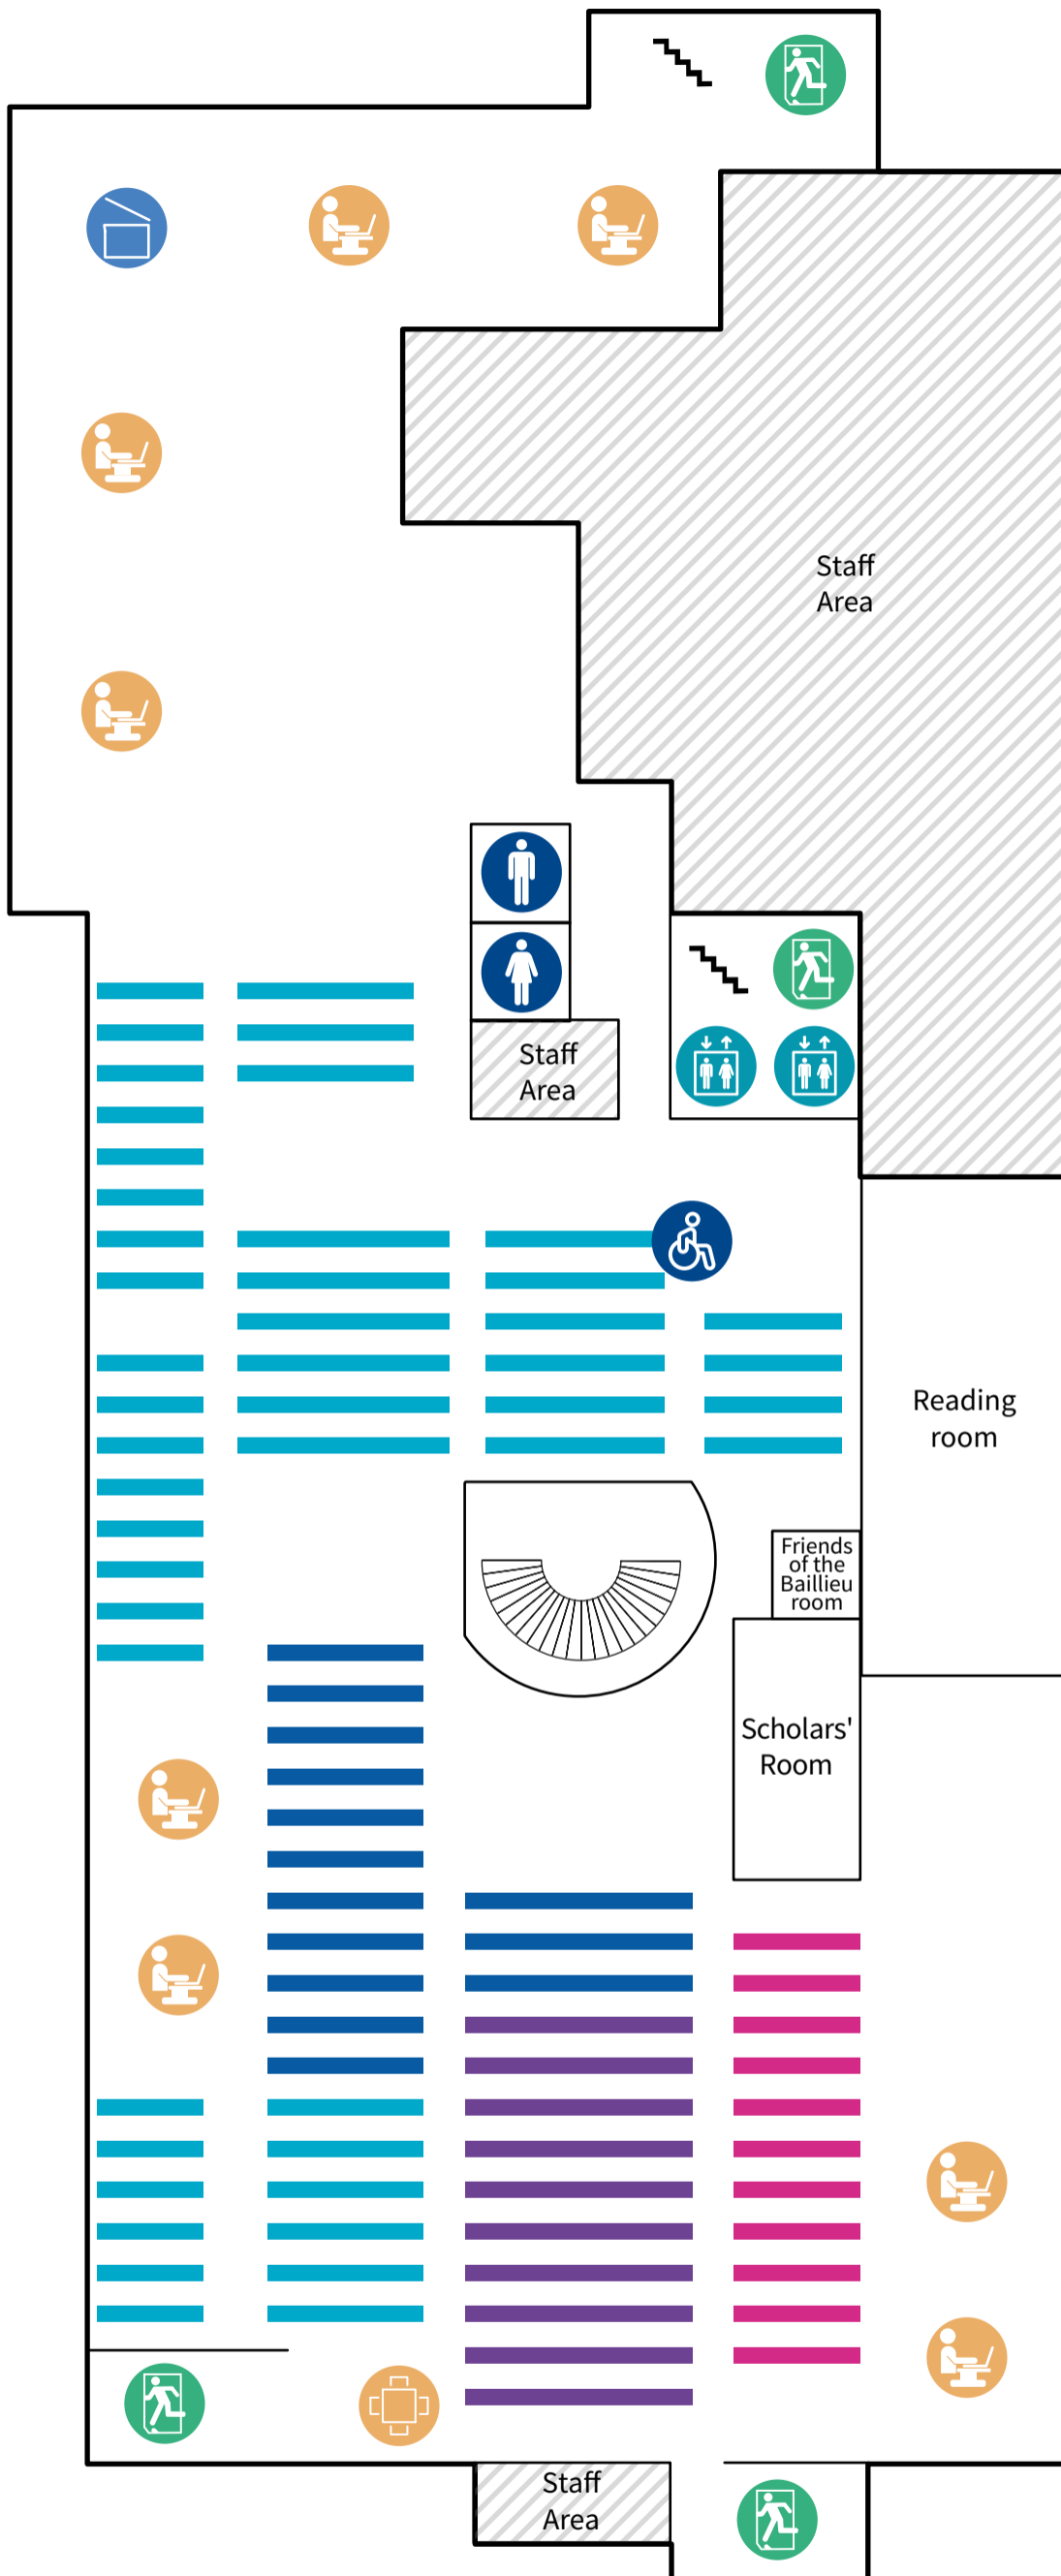 Staff
Area
Staff
Area
Reading
room
Friends
of the
Baillieu
room
Scholars'
Room
Staff
Area